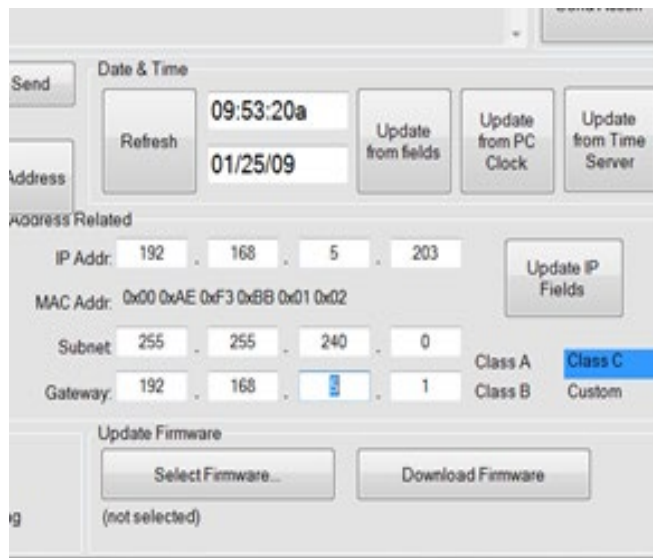 Send
Date & Time
Refresh
09:53:20a
01/25/09
Update
from fields
Update
from PC
Clock
Update
from Time
Server
Address
Address Related
IP Addr: 192 . 168 . 5 . 203
Update IP
Fields
MAC Addr: 0x00 0xAE 0xF3 0xBB 0x01 0x02
Subnet 255 . 255 . 240 . 0
Class A Class C
Gateway: 192 . 168 . 5 . 1
Class B Custom
Update Firmware
Select Firmware...
Download Firmware
(not selected)